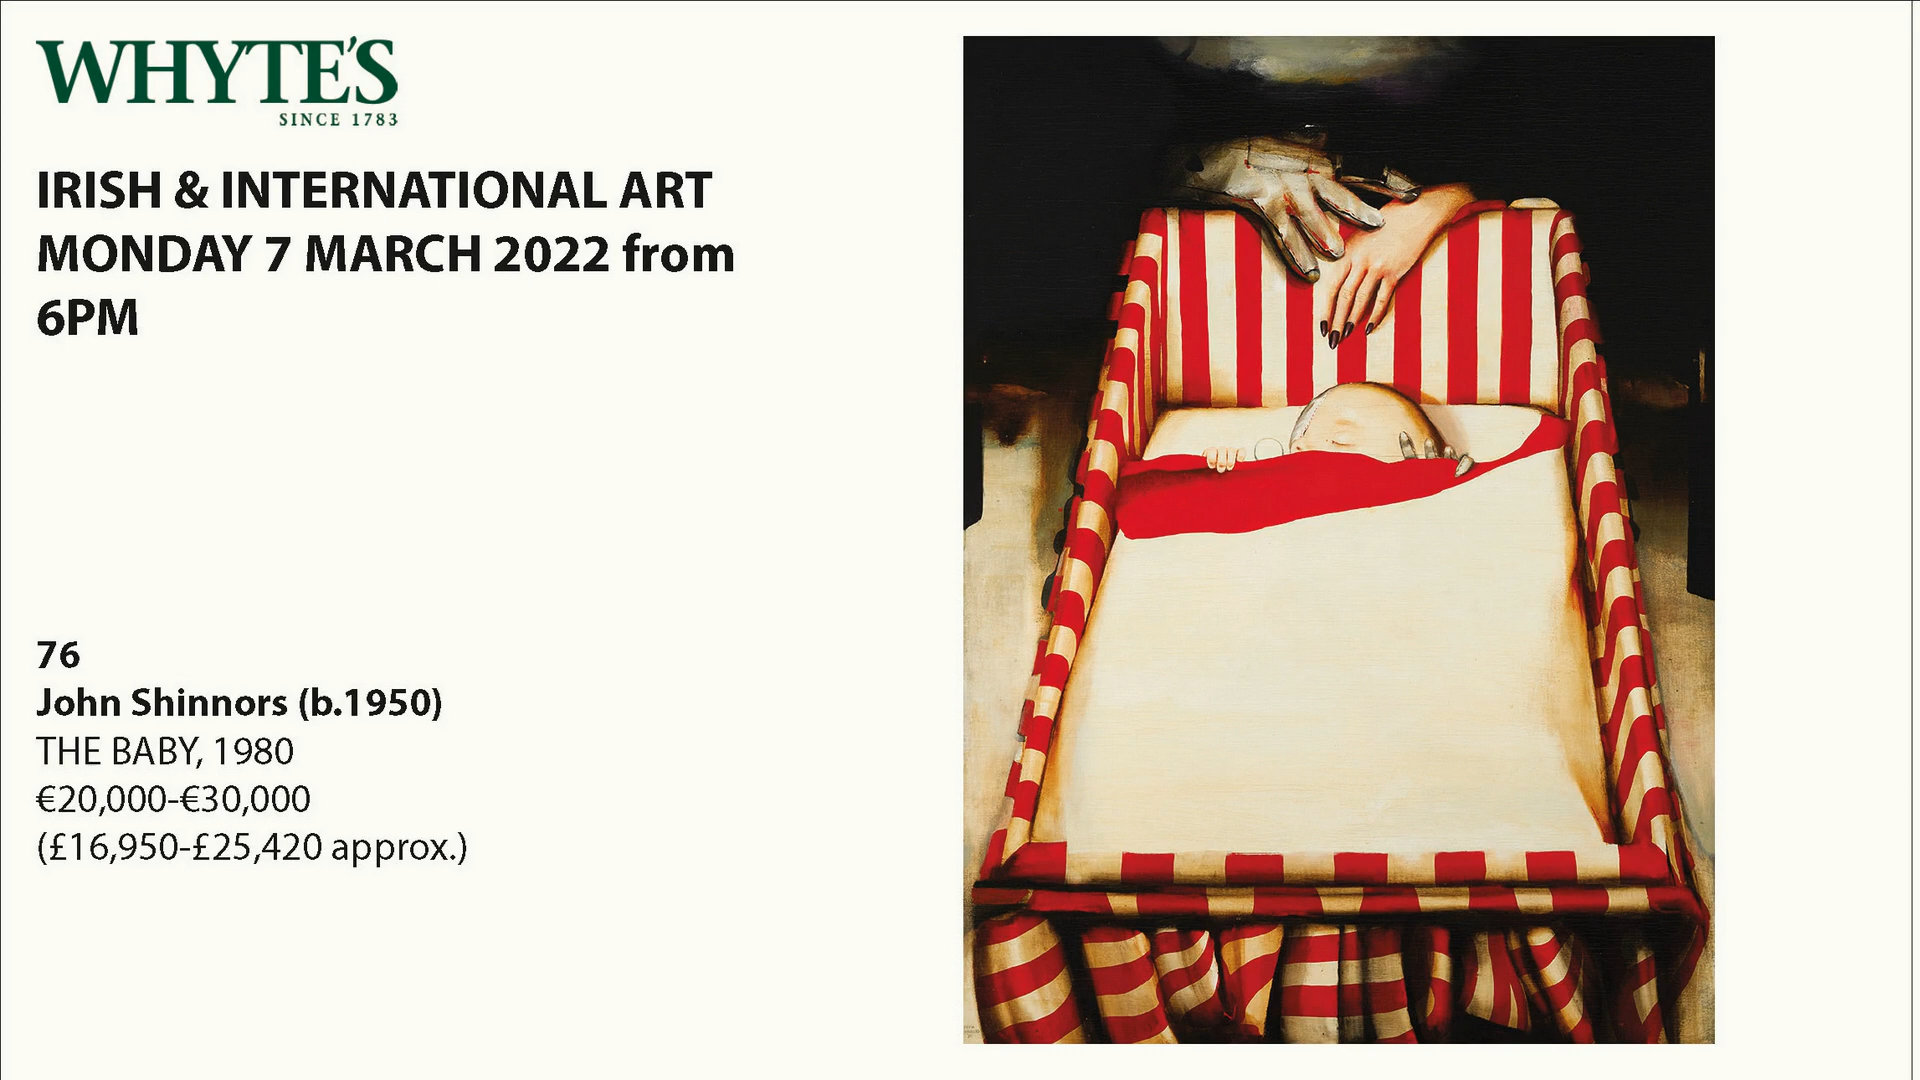 WHYTE'S
SINCE 1783
IRISH & INTERNATIONAL ART
MONDAY 7 MARCH 2022 from
6PM
76
John Shinnors (b.1950)
THE BABY, 1980
€20,000-€30,000
(£16,950-£25,420 approx.)